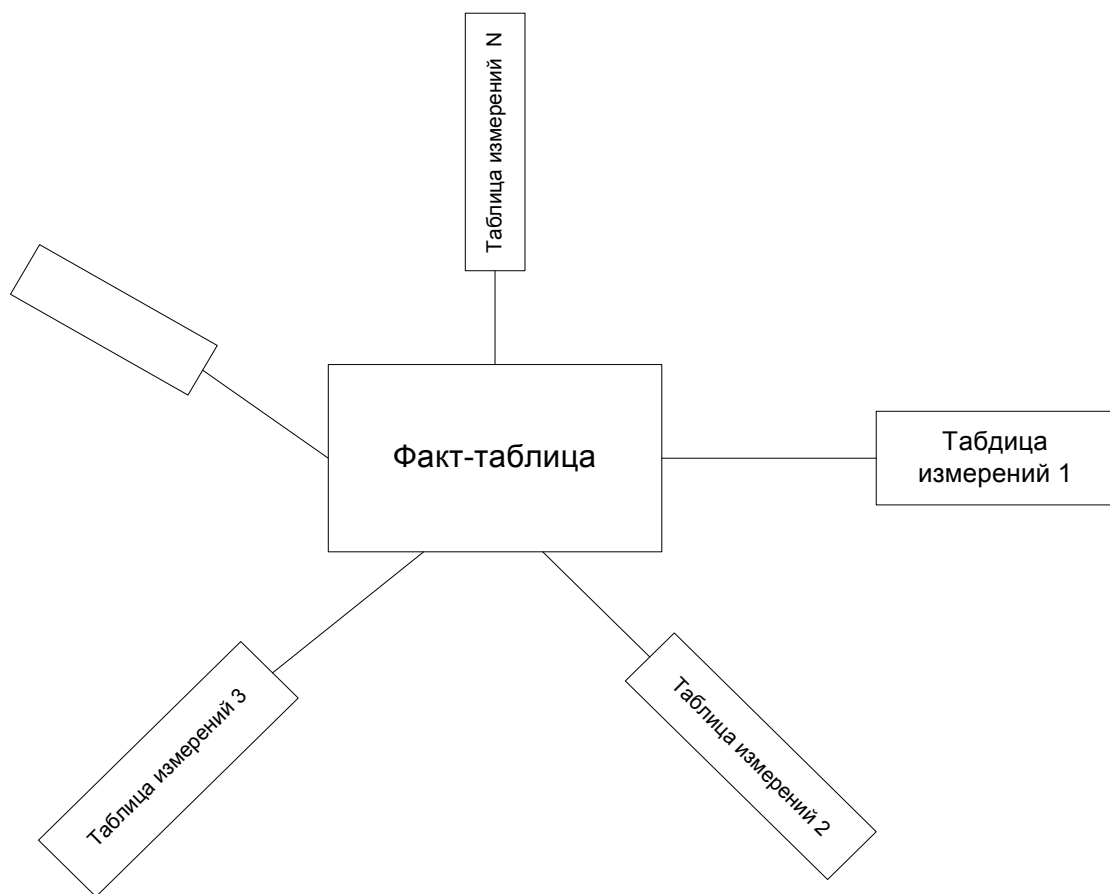 Таблица измерений N
Факт-таблица
Табдица
измерений 1
Таблица измерений 3
Таблица измерений 2